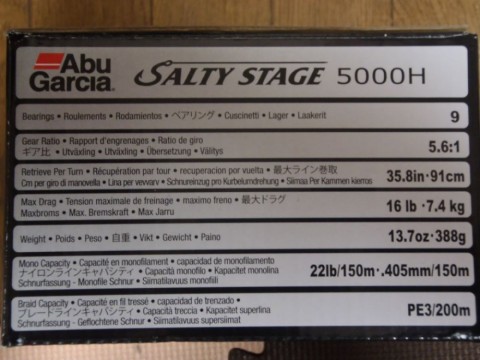 Abu Garcia SALTY STAGE 5000H
Bearings • Roulements • Rodamientos • ベアリング • Cuscinetti • Lager • Laakerit 9
Gear Ratio • Rapport d'engrenages • Ratio de giro
ギア比 • Utväxling • Utväxling • Übersetzung • Välitys 5.6:1
Retrieve Per Turn • Récupération par tour • recuperacion por vuelta • 最大ライン巻取
Cm per giro di manovella • Lina per vevvarv • Schnureinzug pro Kurbelumdrehung • Siimaa Per Kammen kierros 35.8in·91cm
Max Drag • Tension maximale de freinage • maximo freno • 最大ドラグ
Maxbroms • Max. Bremskraft • Max Jarru 16 lb·7.4 kg
Weight • Poids • Peso • 自重 • Vikt • Gewicht • Paino 13.7oz·388g
Mono Capacity • Capacité en monofilament • capacidad de monofilamento
ナイロンラインキャパシティ • Capacità monofilo • Kapacitet monolina
Schnurfassung - Monofile Schnur • Siimatilavuus monofiili 22lb/150m·.405mm/150m
Braid Capacity • Capacité en fil tressé • capacidad de trenzado •
ブレードラインキャパシティ • Capacità treccia • Kapacitet superlina
Schnurfassung - Geflochtene Schnur • Siimatilavuus supersiimat PE3/200m